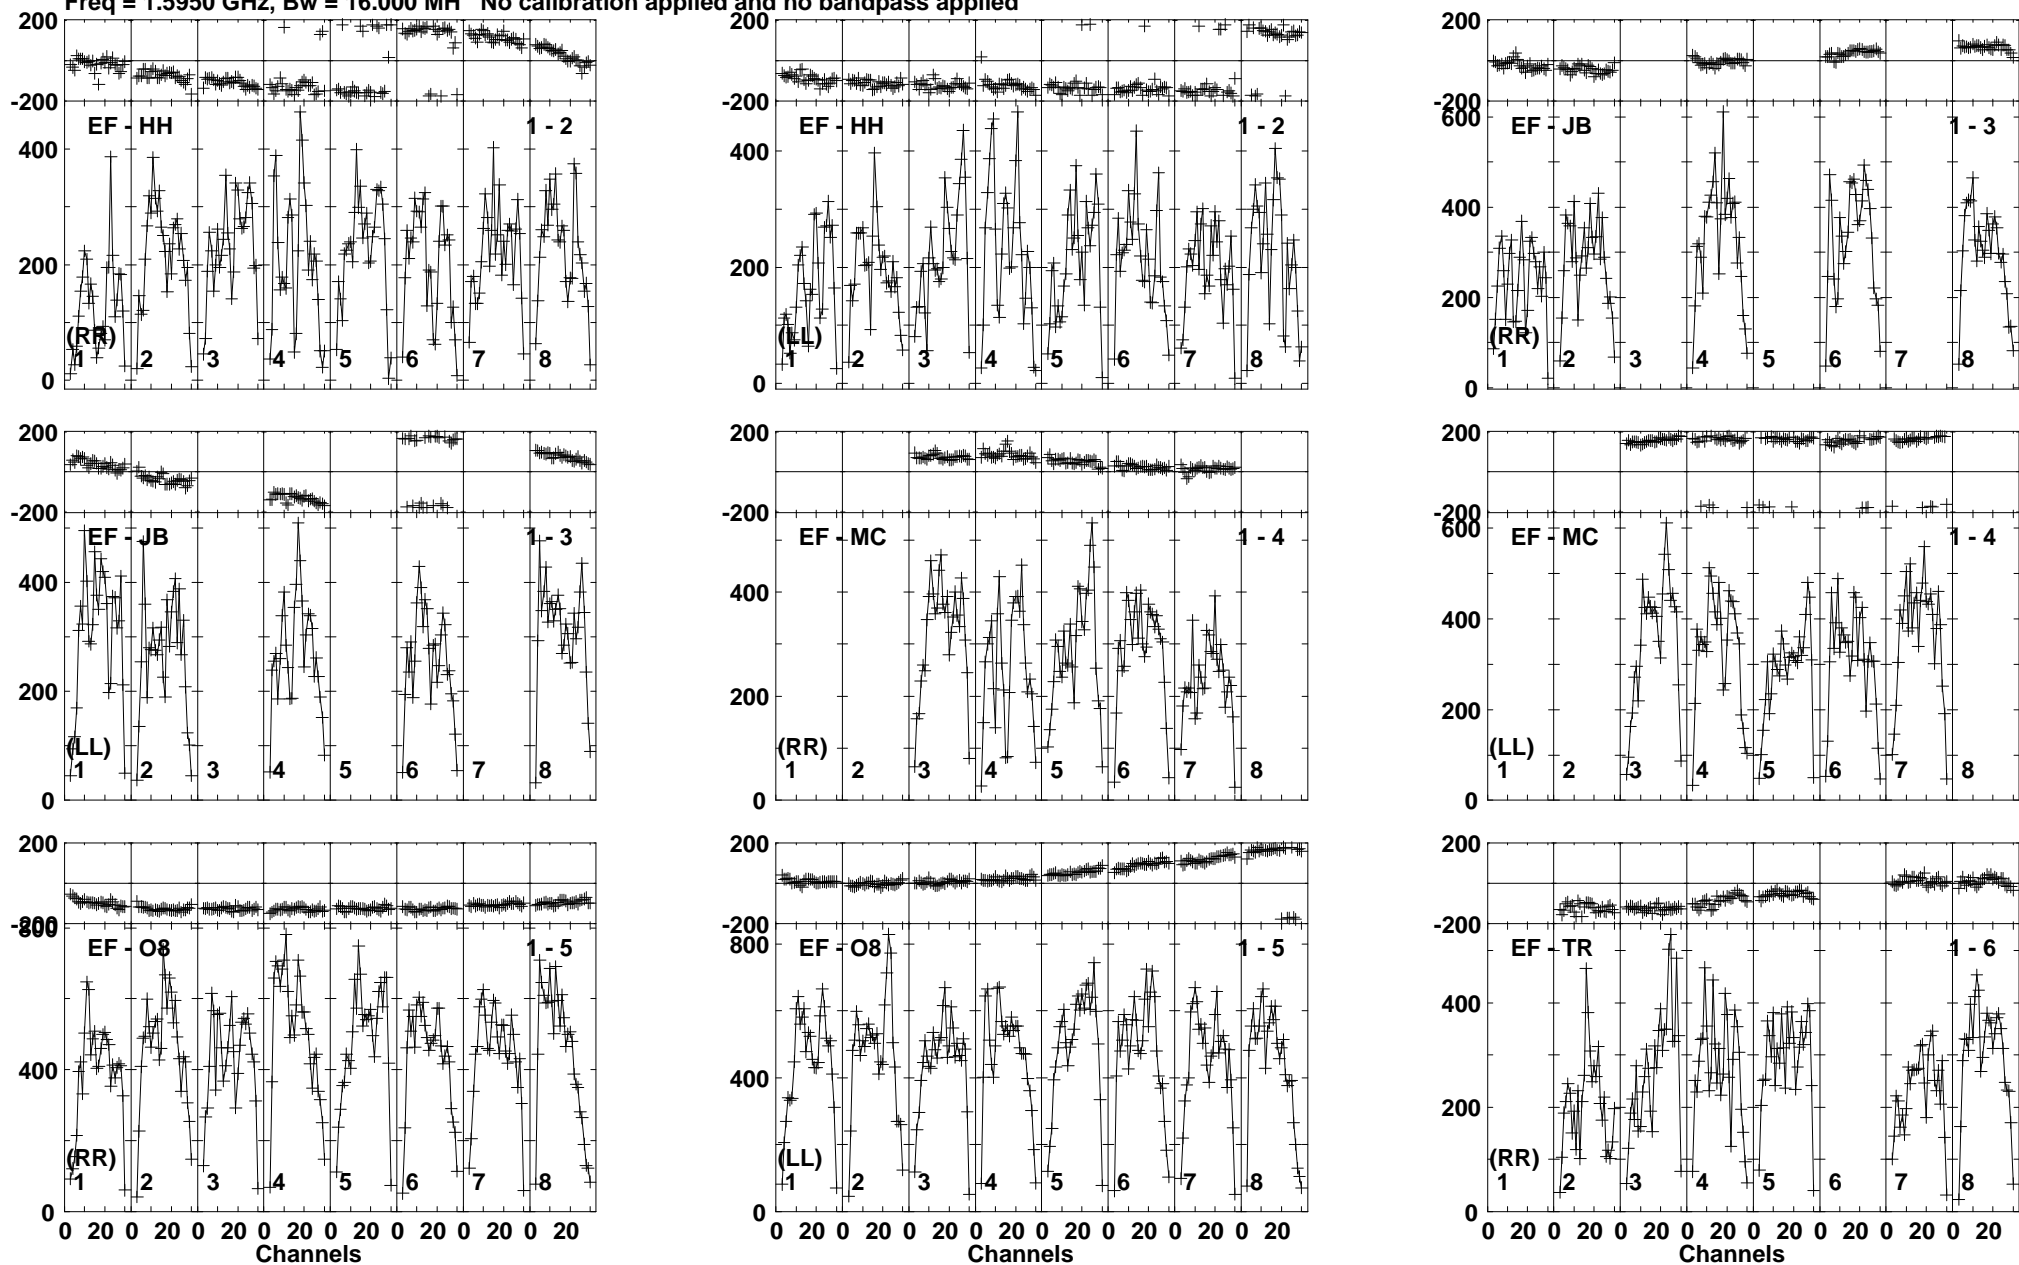 Freq = 1.5950 GHz, Bw = 16.000 MH No calibration applied and no bandpass applied
200 200 200
-200 -200 -200
EF - HH 1 - 2 EF - HH 1 - 2 EF - JB 1 - 3
600
400 400 400
200 200 200
(RR) (LL) (RR)
1 2 3 4 5 6 7 8 1 2 3 4 5 6 7 8 1 2 3 4 5 6 7 8
0 0 0
200 200 200
-200 -200 -200
EF - JB 1 - 3 EF - MC 1 - 4 EF - MC 1 - 4
600
400 400 400
200 200 200
(LL) (RR) (LL)
1 2 3 4 5 6 7 8 1 2 3 4 5 6 7 8 1 2 3 4 5 6 7 8
0 0 0
200 200 200
-200 -200 -200
800
EF - O8 1 - 5 EF - O8 1 - 5 EF - TR 1 - 6
800
400 400 400
200
(RR) (LL) (RR)
1 2 3 4 5 6 7 8 1 2 3 4 5 6 7 8 1 2 3 4 5 6 7 8
0 0 0
0 20 0 20 0 20 0 20 0 20 0 20 0 20 0 20 0 20 0 20 0 20 0 20 0 20 0 20 0 20 0 20 0 20 0 20 0 20 0 20 0 20 0 20 0 20 0 20
Channels Channels Channels